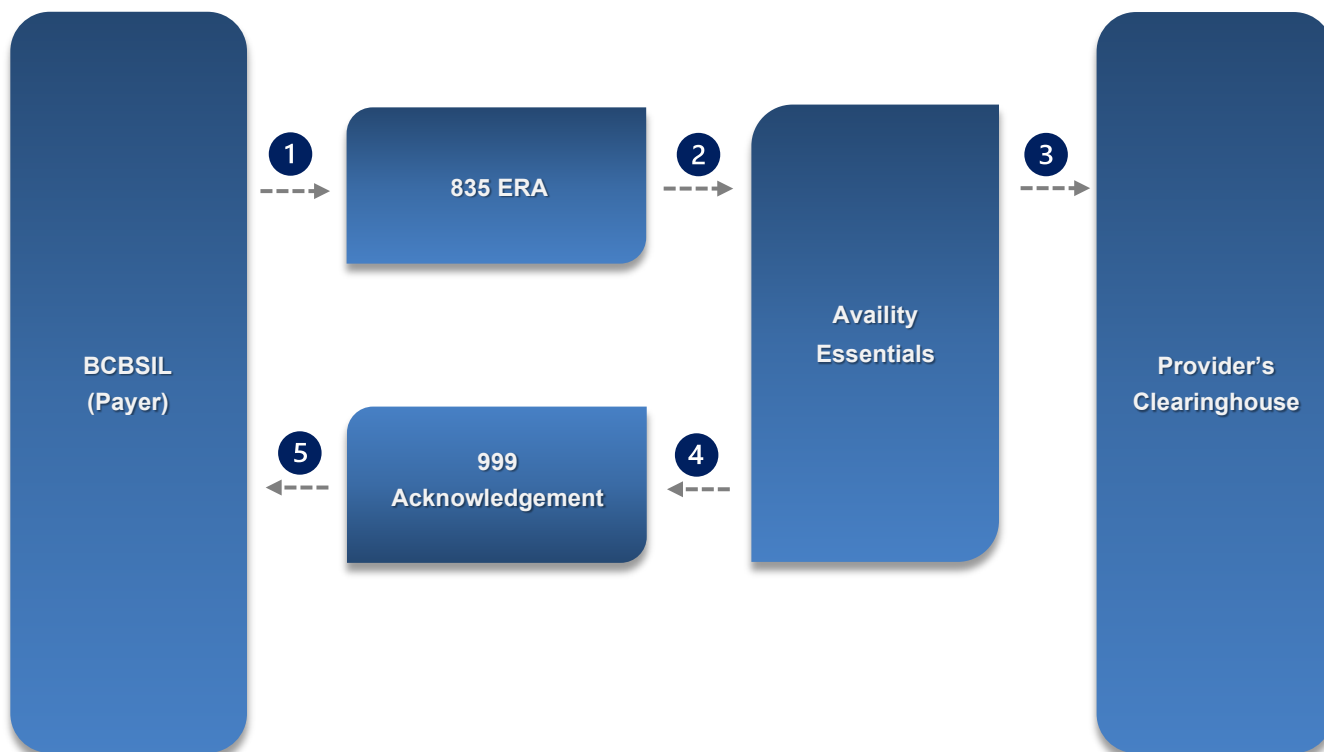 BCBSIL
(Payer)
1
835 ERA
2
Availity
Essentials
3
Provider’s
Clearinghouse
4
999
Acknowledgement
5